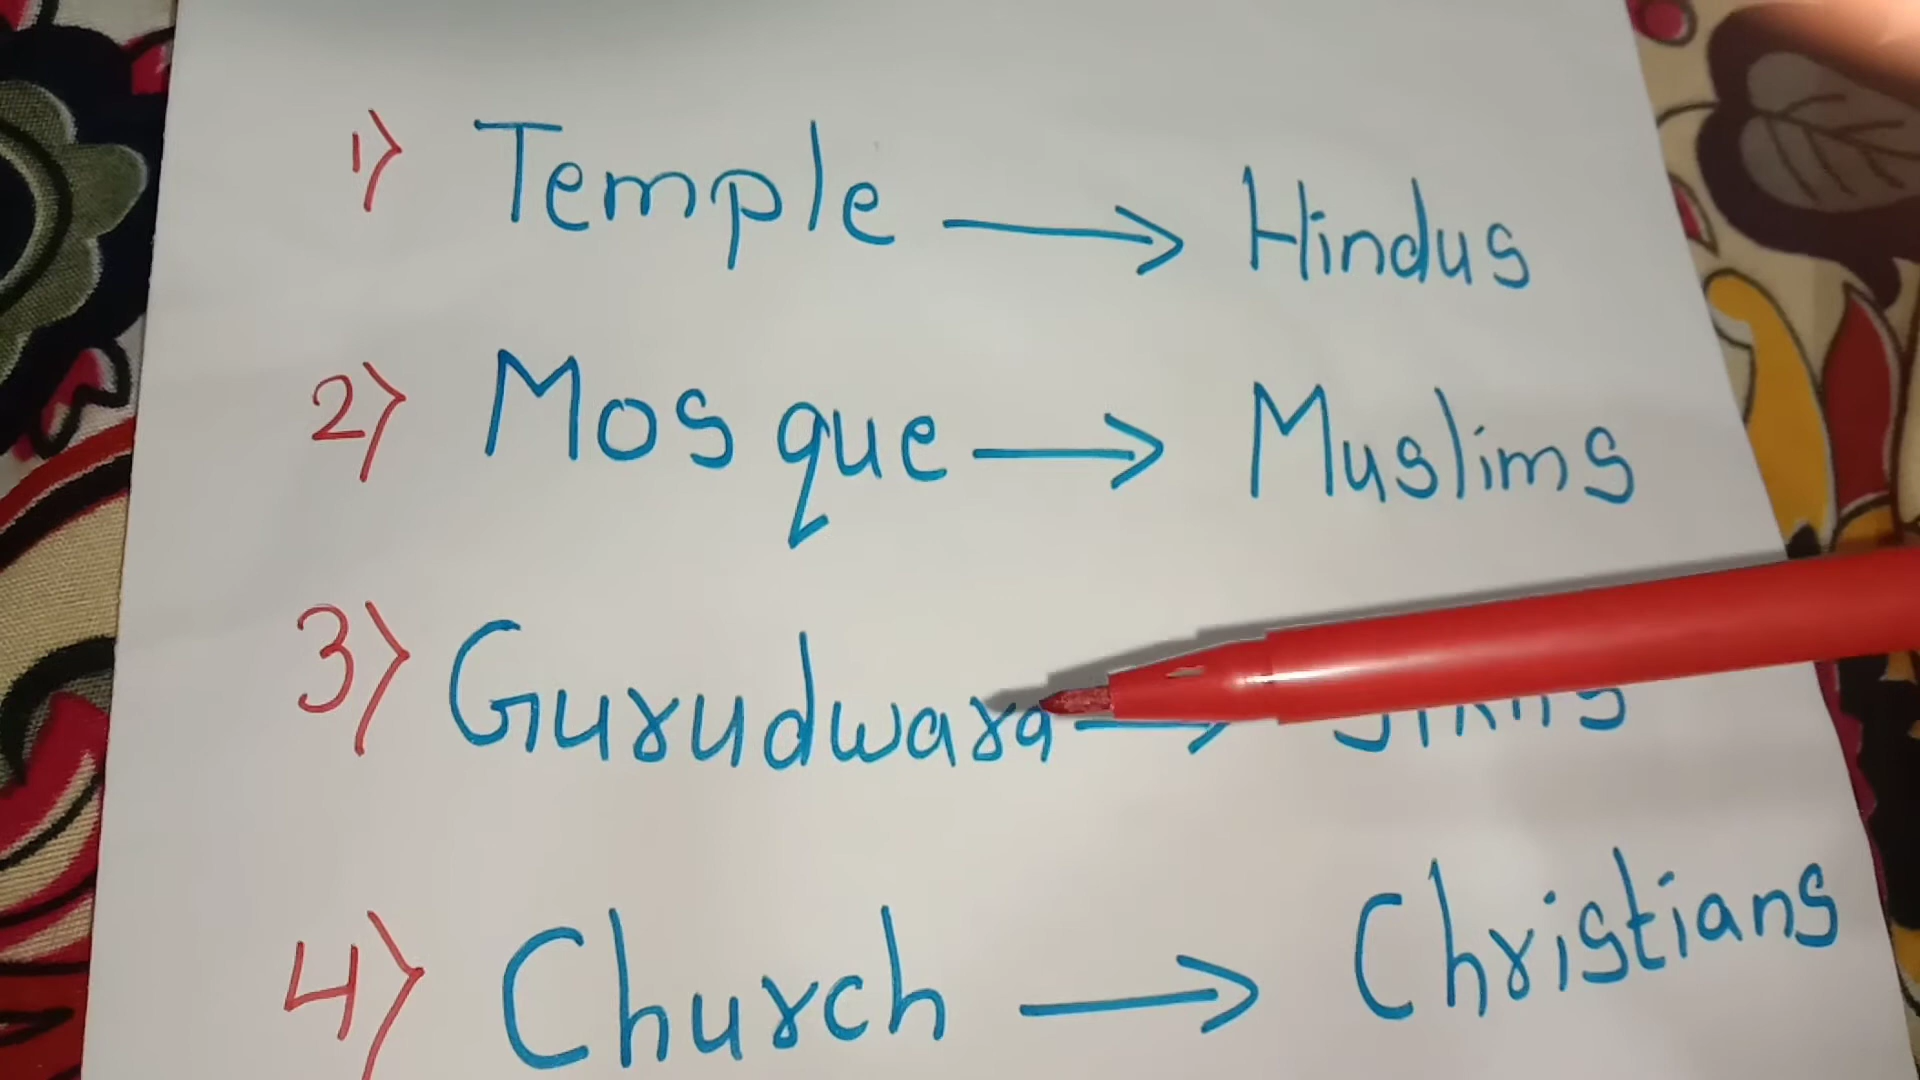 1) Temple → Hindus
2) Mosque → Muslims
3) Gurudwara →
4) Church → Christians